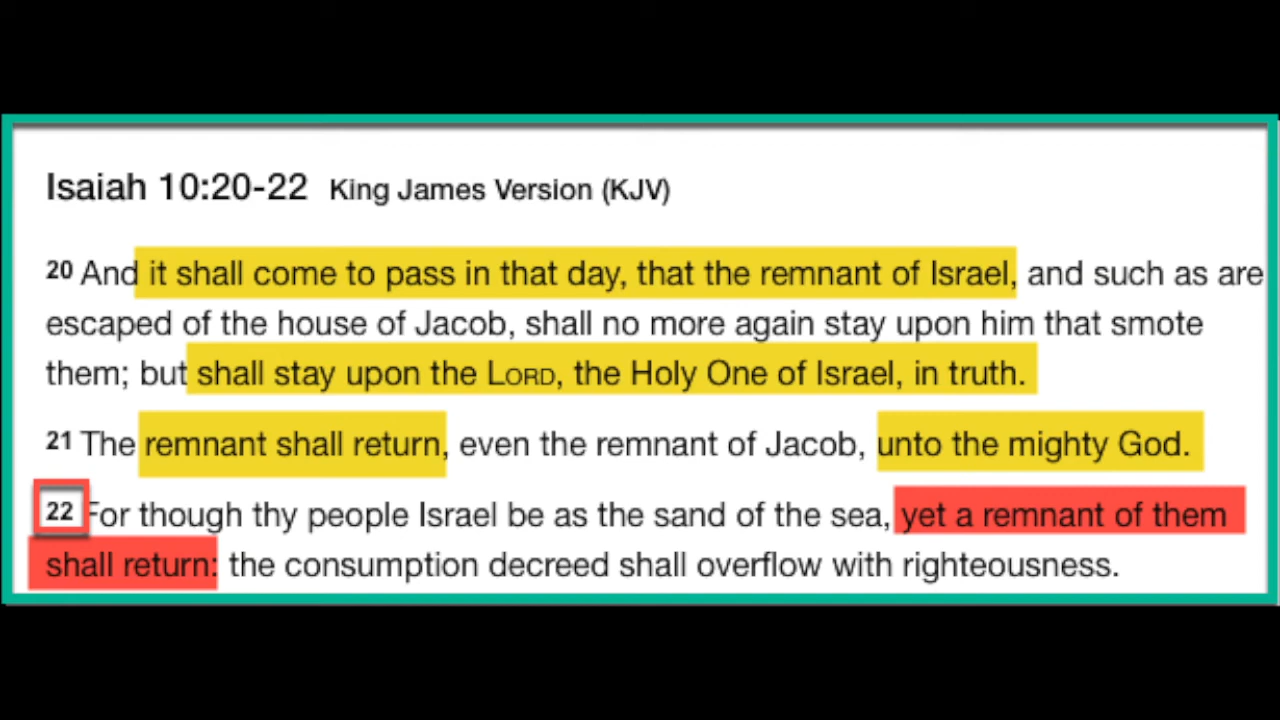 Isaiah 10:20-22 King James Version (KJV)
20 And it shall come to pass in that day, that the remnant of Israel, and such as are
escaped of the house of Jacob, shall no more again stay upon him that smote
them; but shall stay upon the LORD, the Holy One of Israel, in truth.
21 The remnant shall return, even the remnant of Jacob, unto the mighty God.
22 For though thy people Israel be as the sand of the sea, yet a remnant of them
shall return: the consumption decreed shall overflow with righteousness.